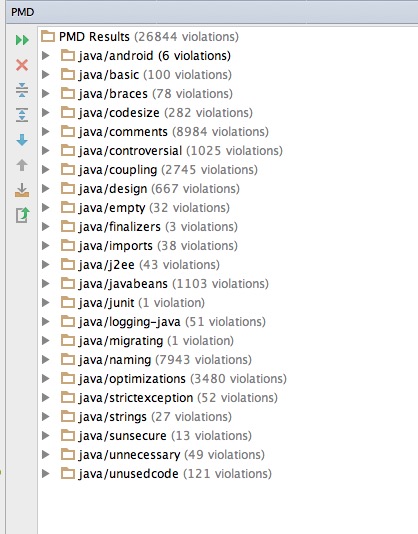 PMD
PMD Results (26844 violations)
java/android (6 violations)
java/basic (100 violations)
java/braces (78 violations)
java/codesize (282 violations)
java/comments (8984 violations)
java/controversial (1025 violations)
java/coupling (2745 violations)
java/design (667 violations)
java/empty (32 violations)
java/finalizers (3 violations)
java/imports (38 violations)
java/j2ee (43 violations)
java/javabeans (1103 violations)
java/junit (1 violation)
java/logging-java (51 violations)
java/migrating (1 violation)
java/naming (7943 violations)
java/optimizations (3480 violations)
java/strictexception (52 violations)
java/strings (27 violations)
java/sunsecure (13 violations)
java/unnecessary (49 violations)
java/unusedcode (121 violations)